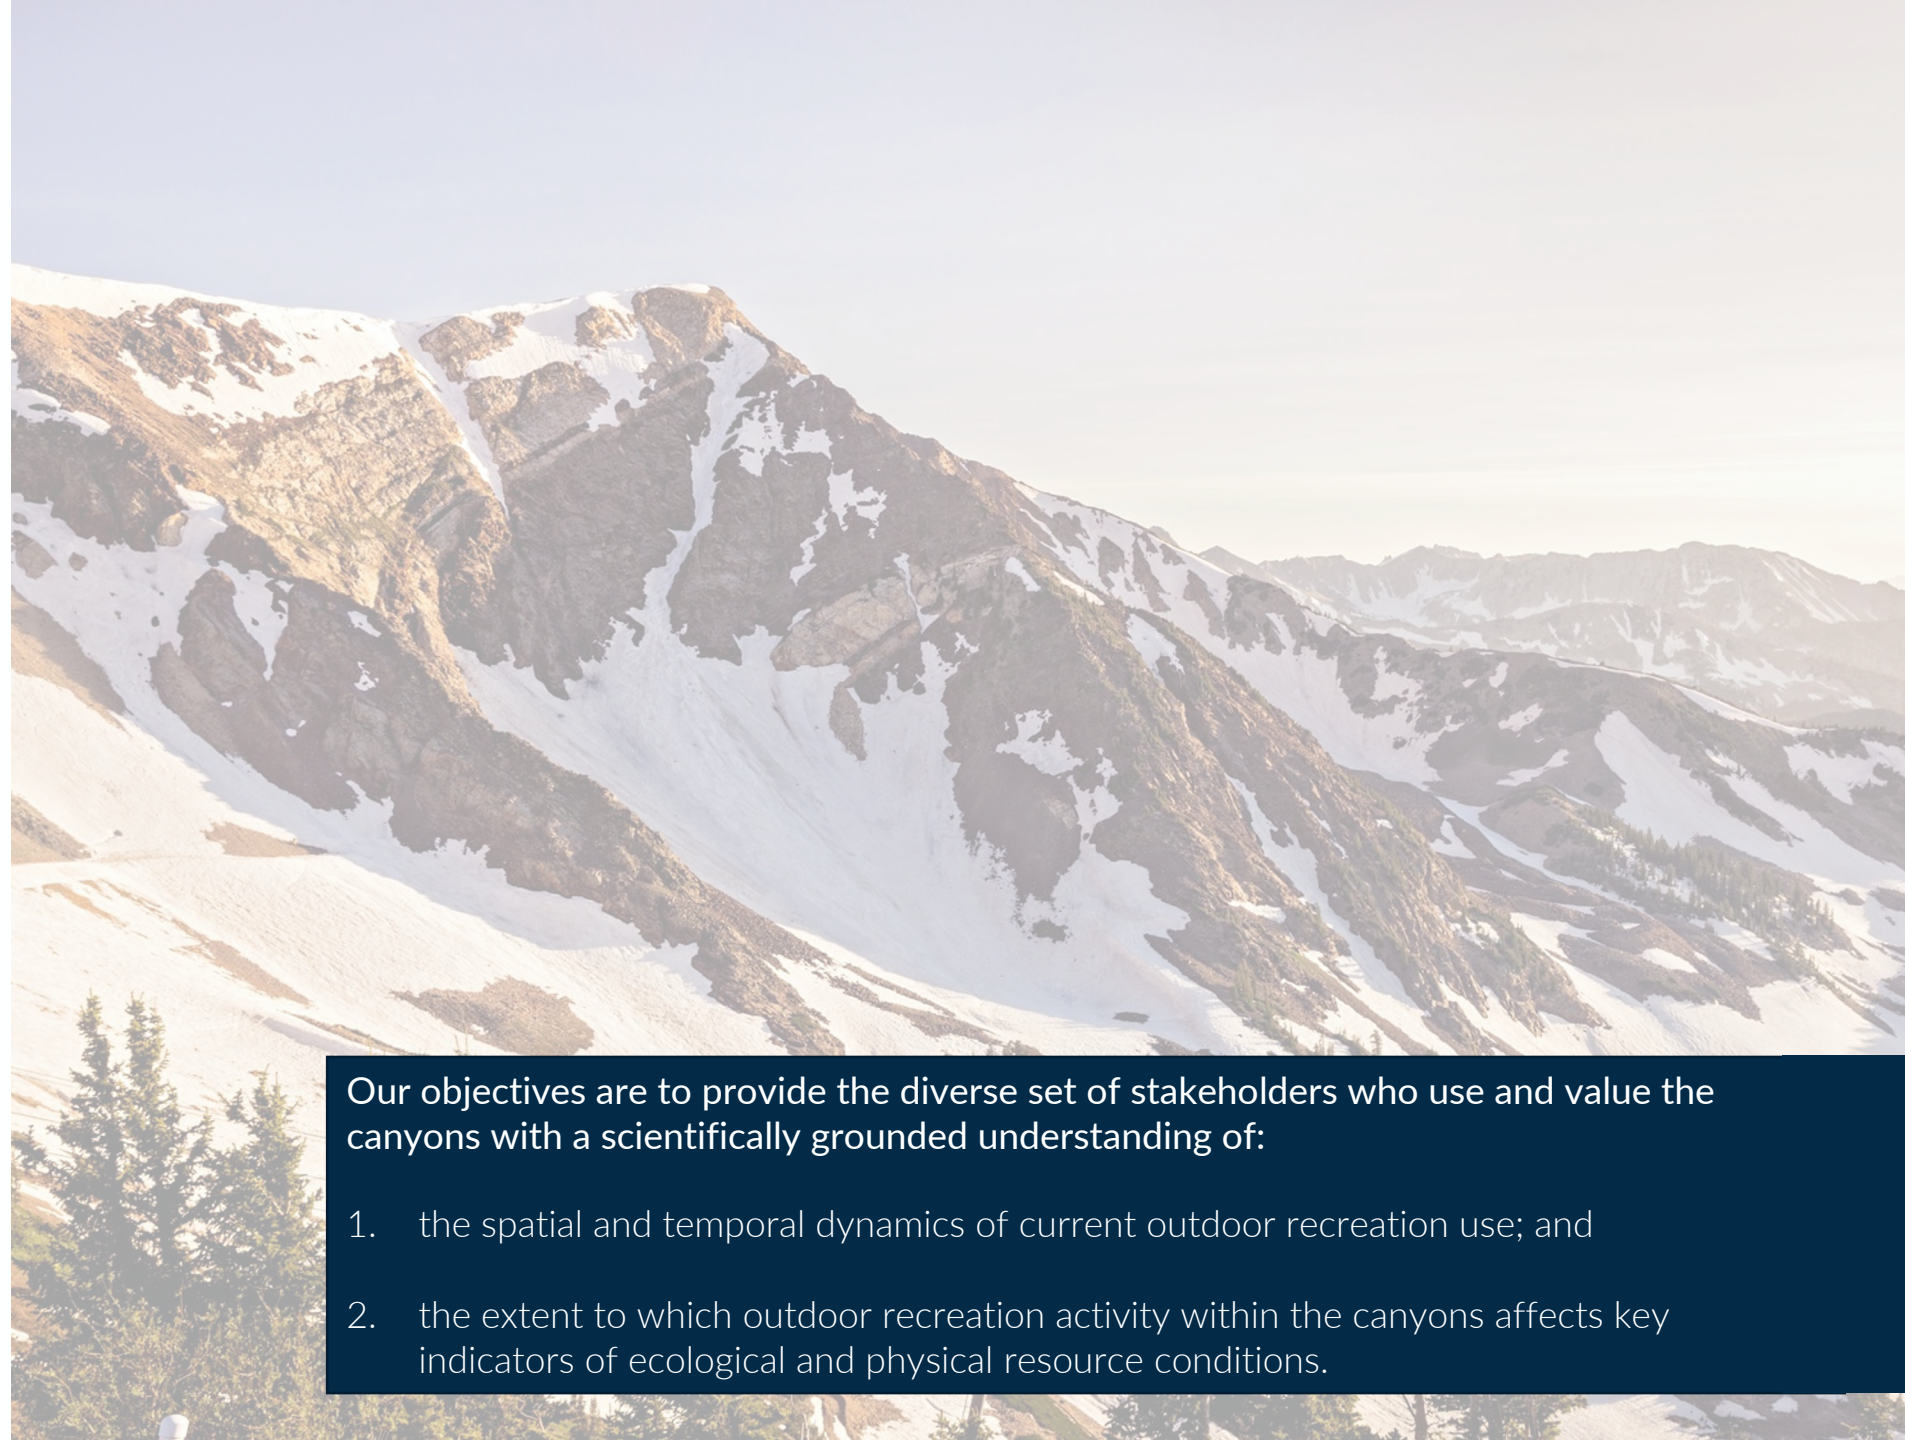 Our objectives are to provide the diverse set of stakeholders who use and value the
canyons with a scientifically grounded understanding of:
1. the spatial and temporal dynamics of current outdoor recreation use; and
2. the extent to which outdoor recreation activity within the canyons affects key
indicators of ecological and physical resource conditions.